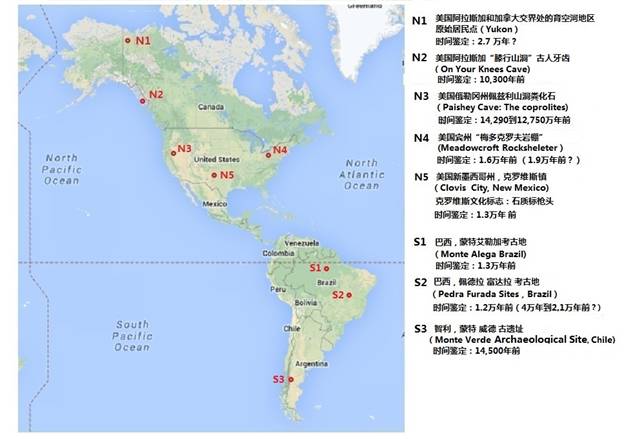 Greenland
N1
N2
Canada
N3
N4
United States
N5
North
Pacific
Ocean
North
Atlantic
Ocean
Mexico
Venezuela
Colombia
S1
Brazil
Peru
S2
Bolivia
South
Pacific
Ocean
Chile
Argentina
S3
N1 美国阿拉斯加和加拿大交界处的育空河地区
原始居民点 ( Yukon )
时间鉴定：2.7 万年？
N2 美国阿拉斯加“膝行山洞”古人牙齿
( On Your Knees Cave)
时间鉴定：10,300年前
N3 美国俄勒冈州佩兹利山洞粪化石
( Paishey Cave: The coprolites)
时间鉴定：14,290到12,750万年前
N4 美国宾州“梅多克罗夫岩棚”
(Meadowcroft Rocksheleter )
时间鉴定：1.6万年 （ 1.9万年前？）
N5 美国新墨西哥州，克罗维斯镇
( Clovis City, New Mexico)
克罗维斯文化标志：石质标枪头
时间鉴定：1.3万年 前
S1 巴西，蒙特艾勒加考古地
( Monte Alega Brazil)
时间鉴定：1.3万年前
S2 巴西，佩德拉 富达拉 考古地
( Pedra Furada Sites，Brazil )
时间鉴定：1.2万年前（ 4万年到2,1万年前？）
S3 智利，蒙特 威德 古遗址
( Monte Verde Archaeological Site, Chile)
时间鉴定：14,500年前